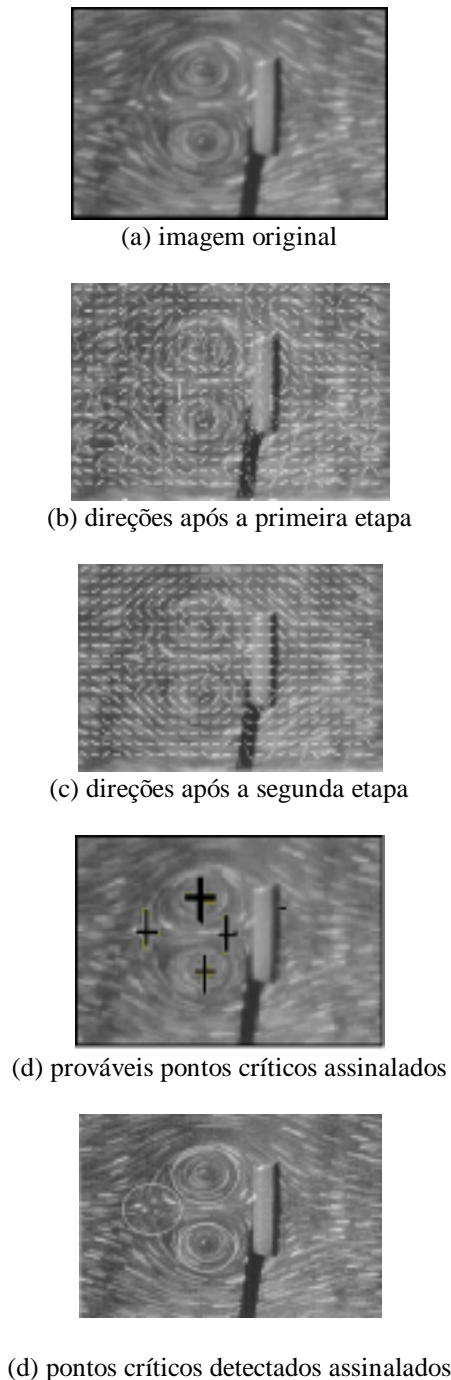 (a) imagem original
(b) direções após a primeira etapa
(c) direções após a segunda etapa
(d) prováveis pontos críticos assinalados
(d) pontos críticos detectados assinalados